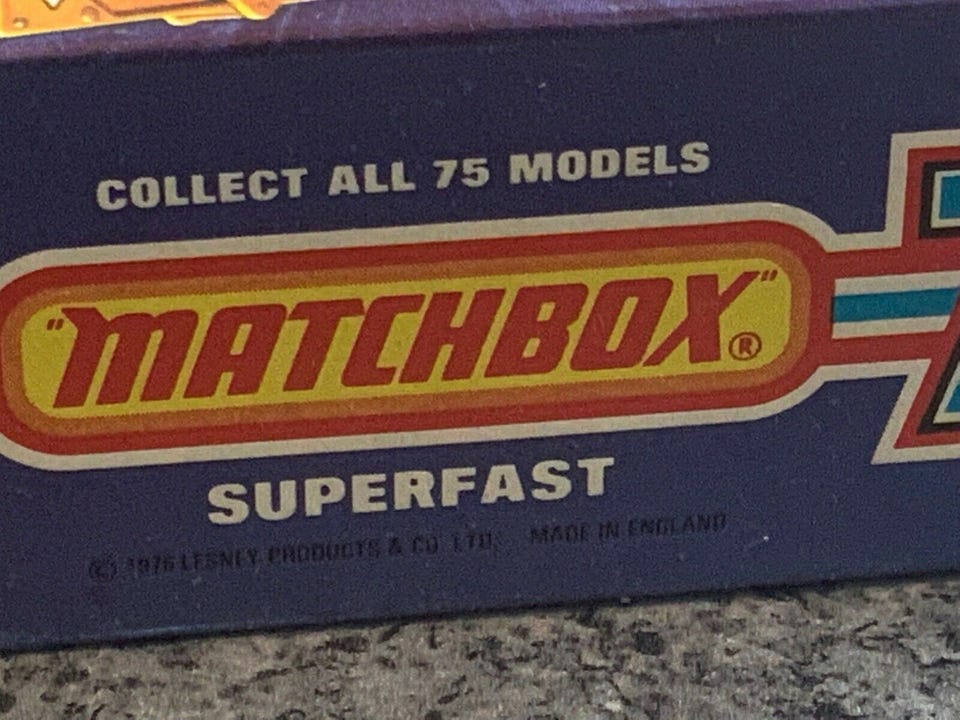 COLLECT ALL 75 MODELS
"MATCHBOX"®
SUPERFAST
© 1976 LESNEY PRODUCTS & CO. LTD. MADE IN ENGLAND